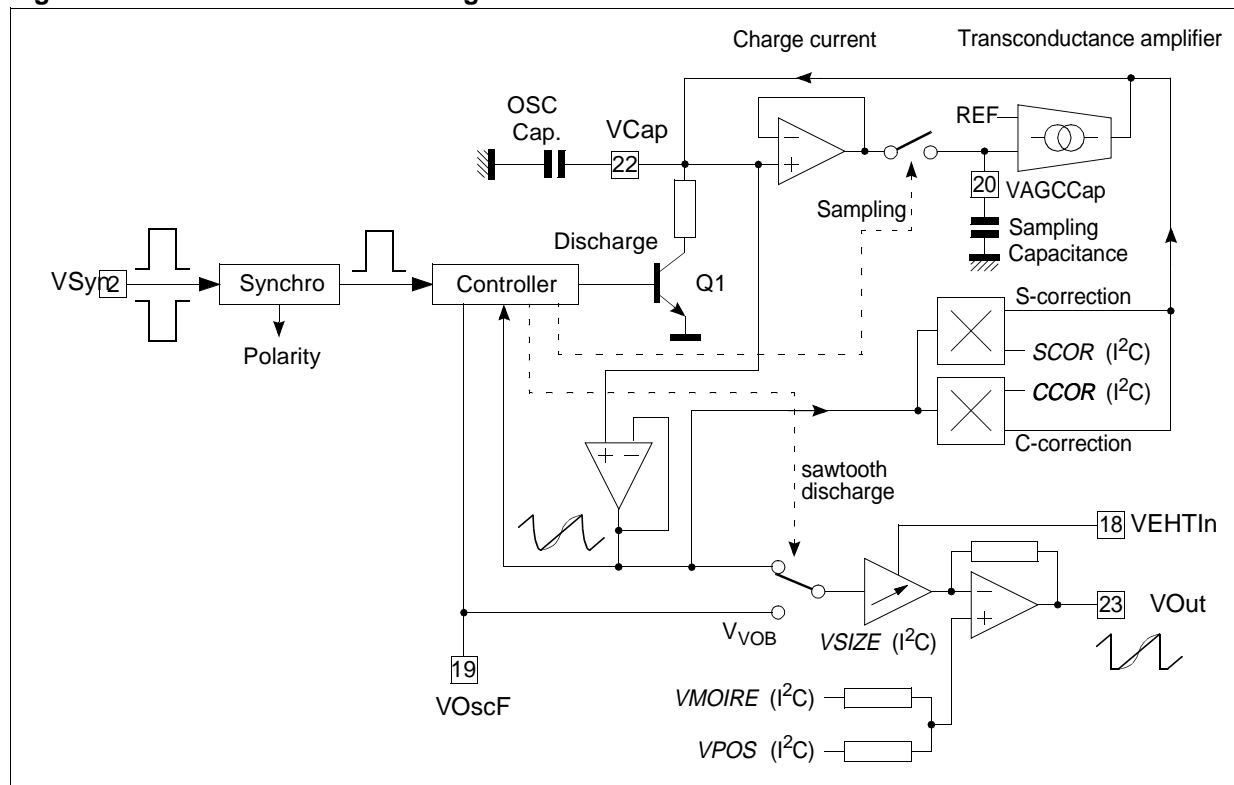 Charge current
Transconductance amplifier
OSC
Cap.
VCap
22
REF
20
VAGCCap
Sampling
Sampling
Capacitance
Discharge
VSyn
2
Synchro
Controller
Q1
Polarity
S-correction
SCOR (I²C)
CCOR (I²C)
C-correction
sawtooth
discharge
18
VEHTIn
23
VOut
V_VOB
VSIZE (I²C)
19
VOscF
VMOIRE (I²C)
VPOS (I²C)